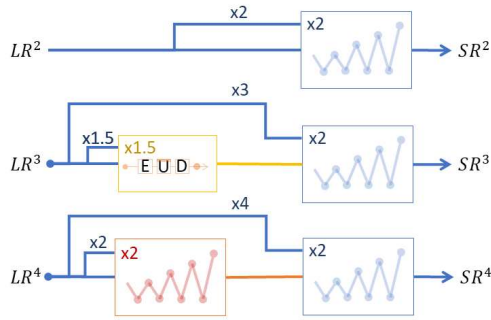 x2
x2
LR² SR²
x3
x1.5 x1.5 x2
E U D
LR³ SR³
x4
x2 x2 x2
LR⁴ SR⁴